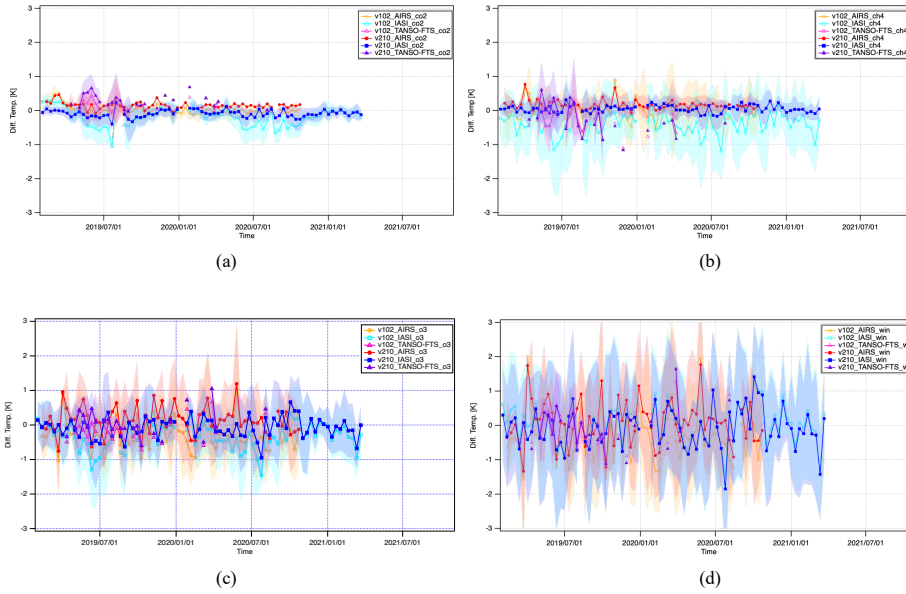 v102_AIRS_co2
v102_IASI_co2
v102_TANSO-FTS_co2
v210_AIRS_co2
v210_IASI_co2
v210_TANSO-FTS_co2
3
2
1
0
-1
-2
-3
Diff. Temp. [K]
2019/07/01 2020/01/01 2020/07/01 2021/01/01 2021/07/01
Time
(a)
v102_AIRS_ch4
v102_IASI_ch4
v102_TANSO-FTS_ch4
v210_AIRS_ch4
v210_IASI_ch4
v210_TANSO-FTS_ch4
3
2
1
0
-1
-2
-3
Diff. Temp. [K]
2019/07/01 2020/01/01 2020/07/01 2021/01/01 2021/07/01
Time
(b)
v102_AIRS_o3
v102_IASI_o3
v102_TANSO-FTS_o3
v210_AIRS_o3
v210_IASI_o3
v210_TANSO-FTS_o3
3
2
1
0
-1
-2
-3
Diff. Temp. [K]
2019/07/01 2020/01/01 2020/07/01 2021/01/01 2021/07/01
Time
(c)
v102_AIRS_win
v102_IASI_win
v102_TANSO-FTS_w
v210_AIRS_win
v210_IASI_win
v210_TANSO-FTS_w
3
2
1
0
-1
-2
-3
Diff. Temp. [K]
2019/07/01 2020/01/01 2020/07/01 2021/01/01 2021/07/01
Time
(d)